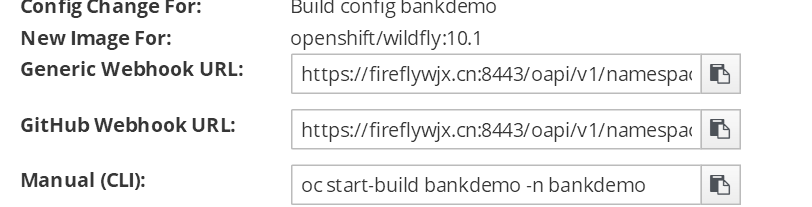 Config Change For: Build config bankdemo
New Image For: openshift/wildfly:10.1
Generic Webhook URL: https://fireflywjx.cn:8443/oapi/v1/namespac
GitHub Webhook URL: https://fireflywjx.cn:8443/oapi/v1/namespac
Manual (CLI): oc start-build bankdemo -n bankdemo